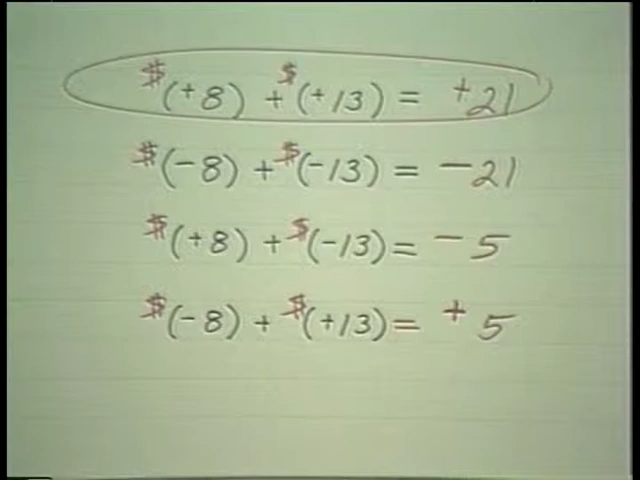 $(+8) + $(+13) = +21
$(-8) + $(-13) = -21
$(+8) + $(-13) = -5
$(-8) + $(+13) = +5